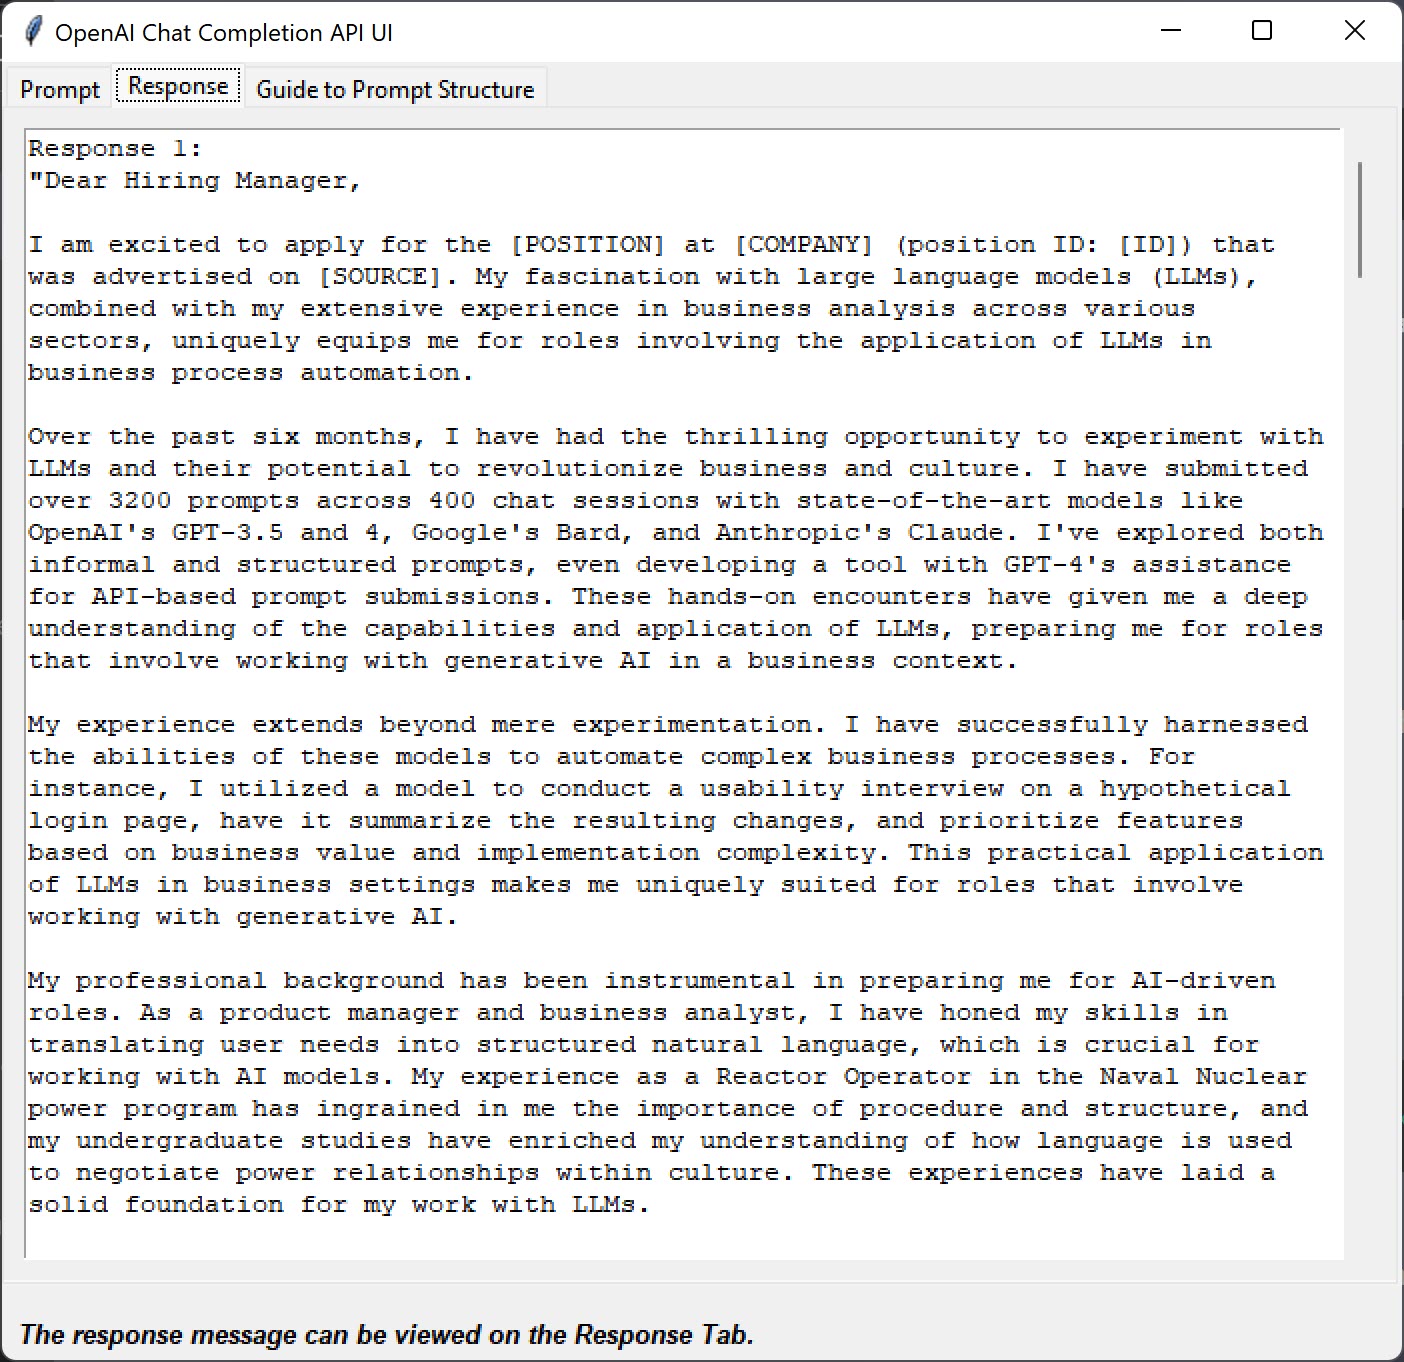 OpenAI Chat Completion API UI
Prompt Response Guide to Prompt Structure
Response 1:
"Dear Hiring Manager,
I am excited to apply for the [POSITION] at [COMPANY] (position ID: [ID]) that
was advertised on [SOURCE]. My fascination with large language models (LLMs),
combined with my extensive experience in business analysis across various
sectors, uniquely equips me for roles involving the application of LLMs in
business process automation.
Over the past six months, I have had the thrilling opportunity to experiment with
LLMs and their potential to revolutionize business and culture. I have submitted
over 3200 prompts across 400 chat sessions with state-of-the-art models like
OpenAI's GPT-3.5 and 4, Google's Bard, and Anthropic's Claude. I've explored both
informal and structured prompts, even developing a tool with GPT-4's assistance
for API-based prompt submissions. These hands-on encounters have given me a deep
understanding of the capabilities and application of LLMs, preparing me for roles
that involve working with generative AI in a business context.
My experience extends beyond mere experimentation. I have successfully harnessed
the abilities of these models to automate complex business processes. For
instance, I utilized a model to conduct a usability interview on a hypothetical
login page, have it summarize the resulting changes, and prioritize features
based on business value and implementation complexity. This practical application
of LLMs in business settings makes me uniquely suited for roles that involve
working with generative AI.
My professional background has been instrumental in preparing me for AI-driven
roles. As a product manager and business analyst, I have honed my skills in
translating user needs into structured natural language, which is crucial for
working with AI models. My experience as a Reactor Operator in the Naval Nuclear
power program has ingrained in me the importance of procedure and structure, and
my undergraduate studies have enriched my understanding of how language is used
to negotiate power relationships within culture. These experiences have laid a
solid foundation for my work with LLMs.
The response message can be viewed on the Response Tab.